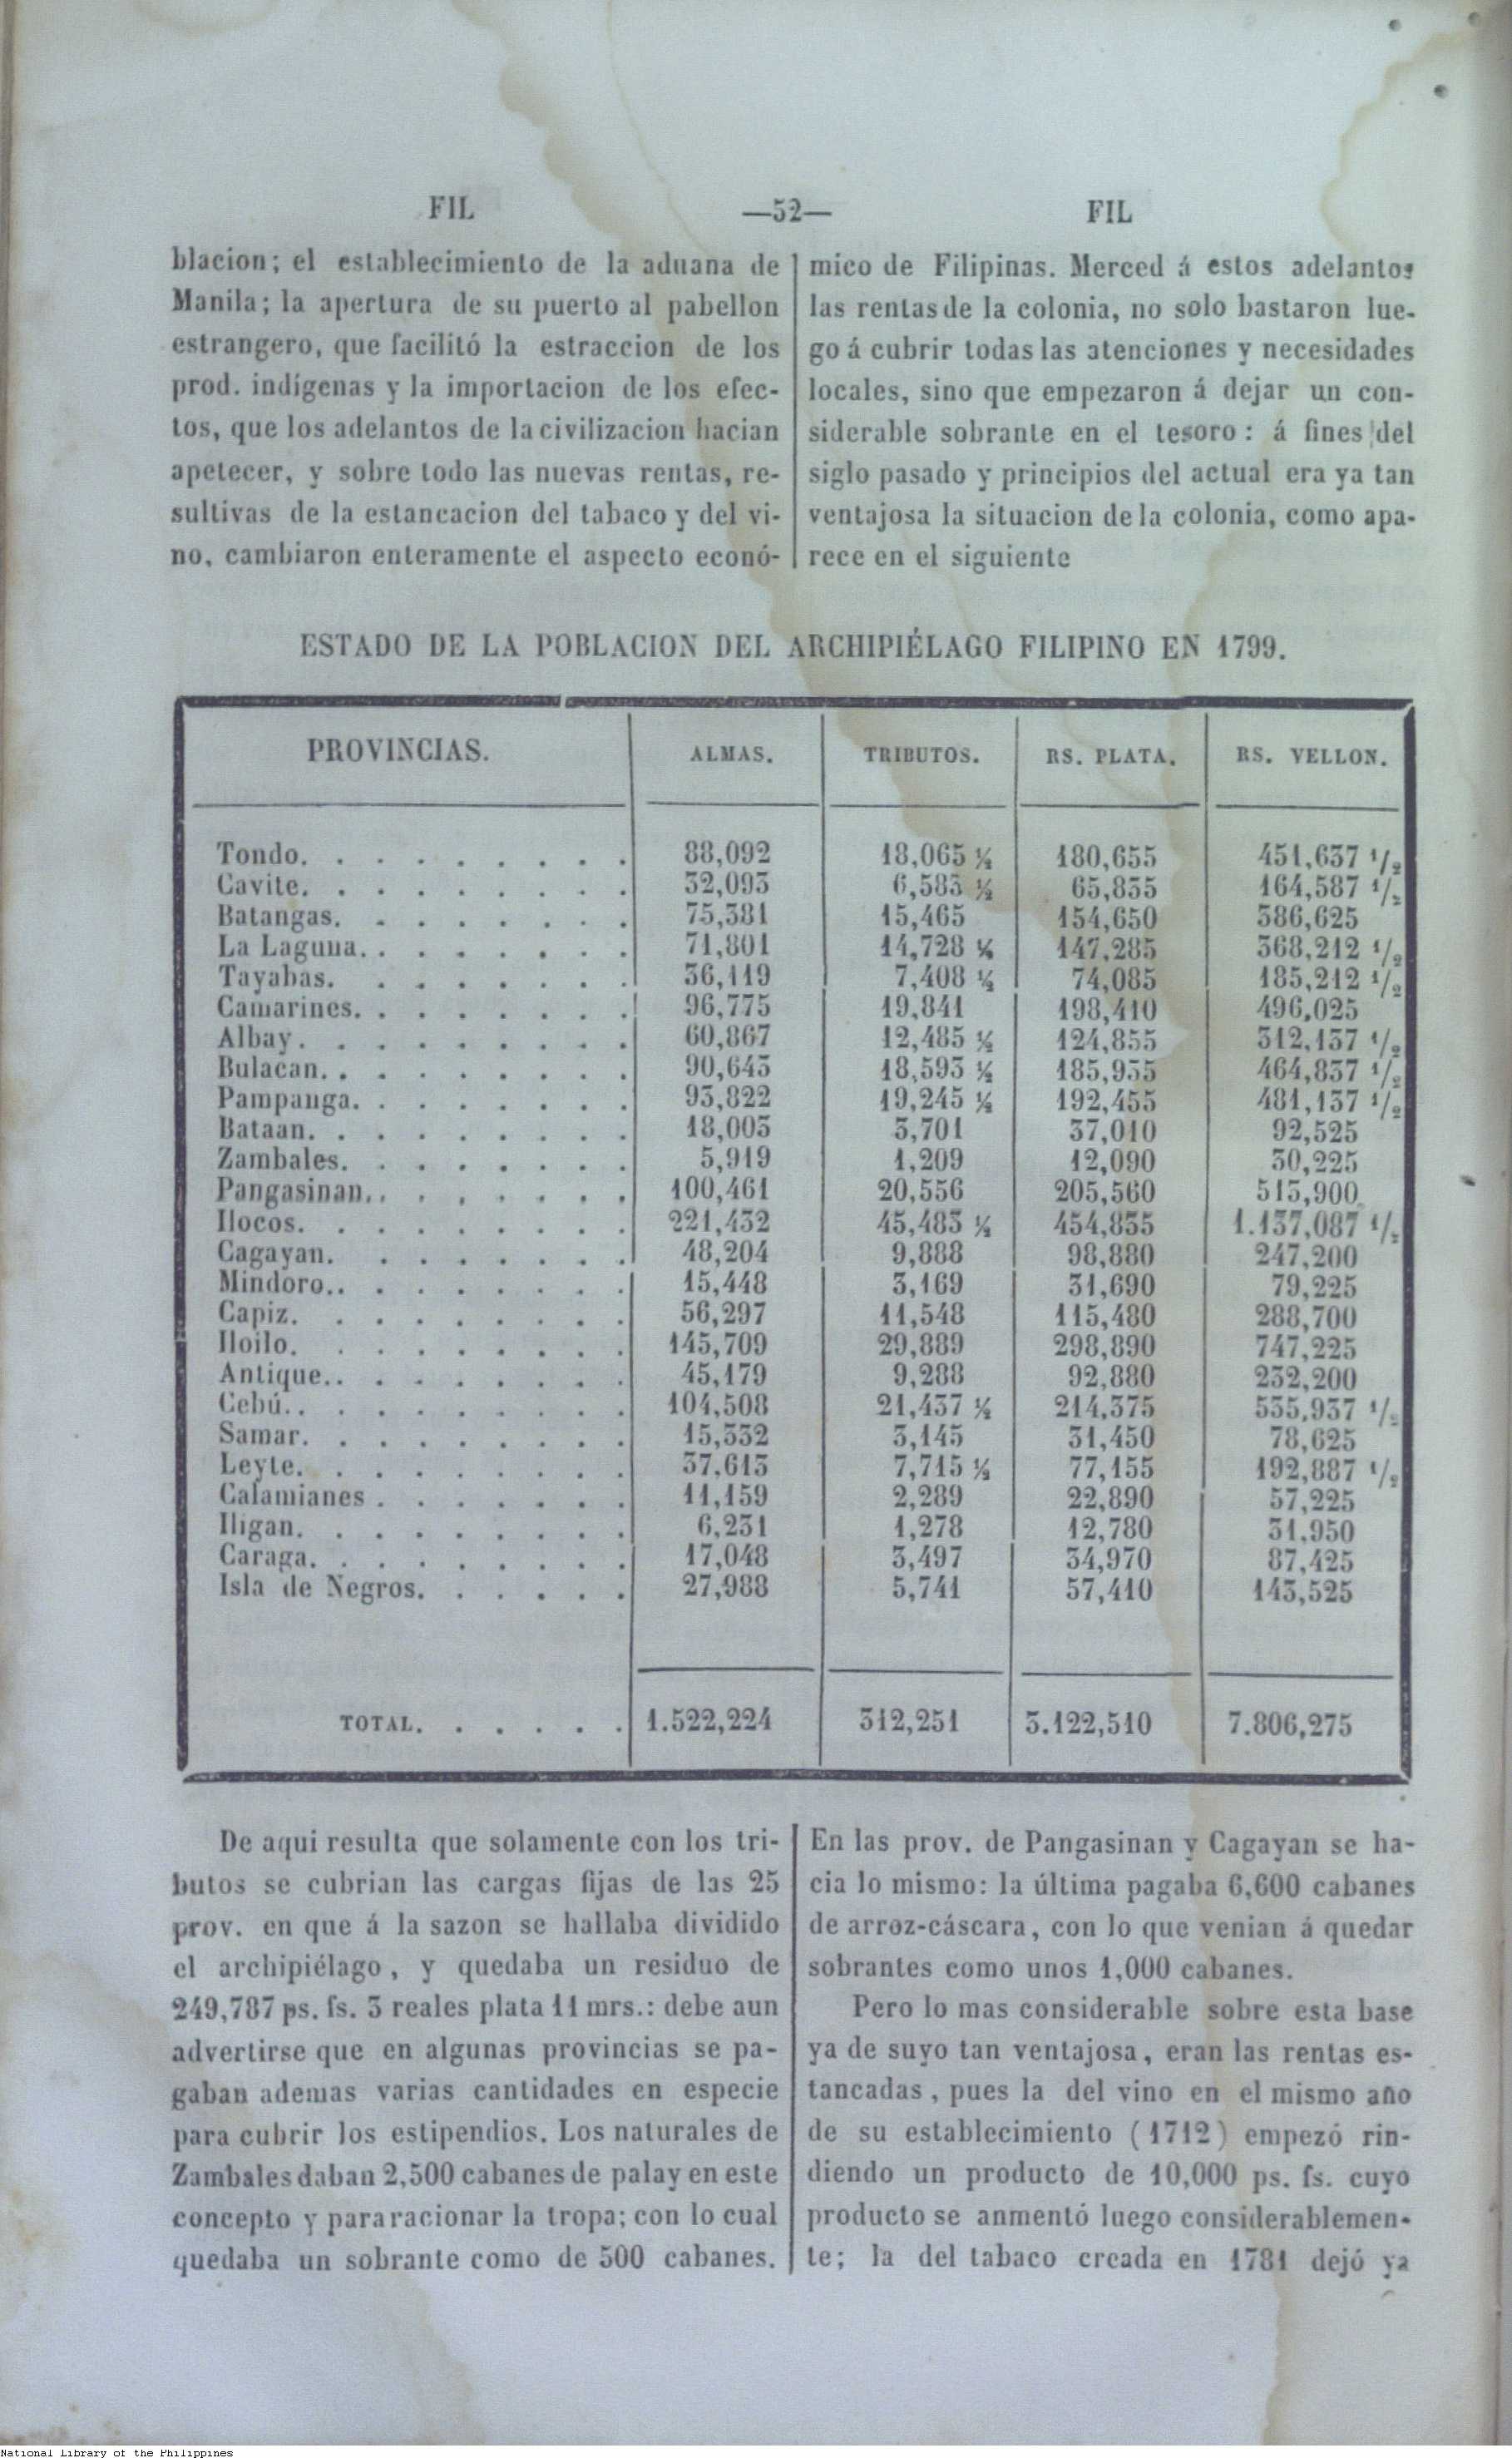 FIL —52— FIL
blacion; el establecimiento de la aduana de
Manila; la apertura de su puerto al pabellon
estrangero, que facilitó la estraccion de los
prod. indígenas y la importacion de los efec-
tos, que los adelantos de la civilizacion hacian
apetecer, y sobre todo las nuevas rentas, re-
sultivas de la estancacion del tabaco y del vi-
no, cambiaron enteramente el aspecto econó-
mico de Filipinas. Merced á estos adelantos
las rentas de la colonia, no solo bastaron lue-
go á cubrir todas las atenciones y necesidades
locales, sino que empezaron á dejar un con-
siderable sobrante en el tesoro: á fines del
siglo pasado y principios del actual era ya tan
ventajosa la situacion de la colonia, como apa-
rece en el siguiente
ESTADO DE LA POBLACION DEL ARCHIPIÉLAGO FILIPINO EN 1799.
PROVINCIAS. ALMAS. TRIBUTOS. RS. PLATA. RS. VELLON.
Tondo. 88,092 18,065 ½ 180,655 451,637 1/2
Cavite. 32,093 6,583 ½ 65,835 164,587 1/2
Batangas. 75,381 15,465 154,650 386,625
La Laguna. 71,801 14,728 ½ 147,285 368,212 1/2
Tayabas. 36,119 7,408 ½ 74,085 185,212 1/2
Camarines. 96,775 19,841 198,410 496,025
Albay. 60,867 12,485 ½ 124,855 312,137 1/2
Bulacan. 90,643 18,593 ½ 185,935 464,837 1/2
Pampanga. 93,822 19,245 ½ 192,455 481,137 1/2
Bataan. 18,003 3,701 37,010 92,525
Zambales. 5,919 1,209 12,090 30,225
Pangasinan. 100,461 20,556 205,560 513,900
Ilocos. 221,432 45,483 ½ 454,835 1.137,087 1/2
Cagayan. 48,204 9,888 98,880 247,200
Mindoro. 15,448 3,169 31,690 79,225
Capiz. 56,297 11,548 115,480 288,700
Iloilo. 145,709 29,889 298,890 747,225
Antique. 45,179 9,288 92,880 232,200
Cebú. 104,508 21,437 ½ 214,375 535,937 1/2
Samar. 15,332 3,145 31,450 78,625
Leyte. 37,613 7,715 ½ 77,155 192,887 1/2
Calamianes. 11,159 2,289 22,890 57,225
Iligan. 6,231 1,278 12,780 31.950
Caraga. 17,048 3,497 34,970 87,425
Isla de Negros. 27,988 5,741 57,410 143,525
TOTAL. 1.522,224 312,251 3.122,510 7.806,275
De aqui resulta que solamente con los tri-
butos se cubrian las cargas fijas de las 25
prov. en que á la sazon se hallaba dividido
el archipiélago, y quedaba un residuo de
249,787 ps. fs. 3 reales plata 11 mrs.: debe aun
advertirse que en algunas provincias se pa-
gaban ademas varias cantidades en especie
para cubrir los estipendios. Los naturales de
Zambales daban 2,500 cabanes de palay en este
concepto y para racionar la tropa; con lo cual
quedaba un sobrante como de 500 cabanes.
En las prov. de Pangasinan y Cagayan se ha-
cia lo mismo: la última pagaba 6,600 cabanes
de arroz-cáscara, con lo que venian á quedar
sobrantes como unos 1,000 cabanes.
Pero lo mas considerable sobre esta base
ya de suyo tan ventajosa, eran las rentas es-
tancadas, pues la del vino en el mismo año
de su establecimiento (1712) empezó rin-
diendo un producto de 10,000 ps. fs. cuyo
producto se anmentó luego considerablemen-
te; la del tabaco creada en 1781 dejó ya
National Library of the Philippines